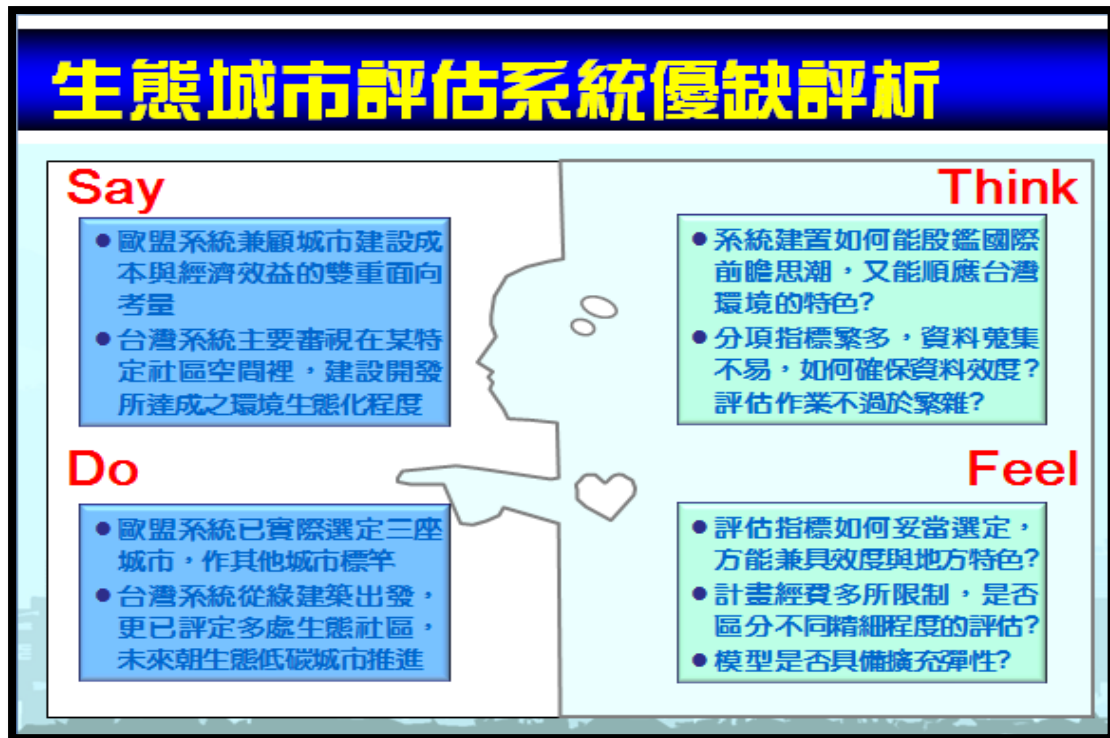 生態城市評估系統優缺評析
Say
●歐盟系統兼顧城市建設成
本與經濟效益的雙重面向
考量
●台灣系統主要審視在某特
定社區空間裡，建設開發
所達成之環境生態化程度
Think
●系統建置如何能殷鑑國際
前瞻思潮，又能順應台灣
環境的特色?
●分項指標繁多，資料蒐集
不易，如何確保資料效度?
評估作業不過於繁雜?
Do
●歐盟系統已實際選定三座
城市，作其他城市標竿
●台灣系統從綠建築出發，
更已評定多處生態社區，
未來朝生態低碳城市推進
Feel
●評估指標如何妥當選定，
方能兼具效度與地方特色?
●計畫經費多所限制，是否
區分不同精細程度的評估?
●模型是否具備擴充彈性?